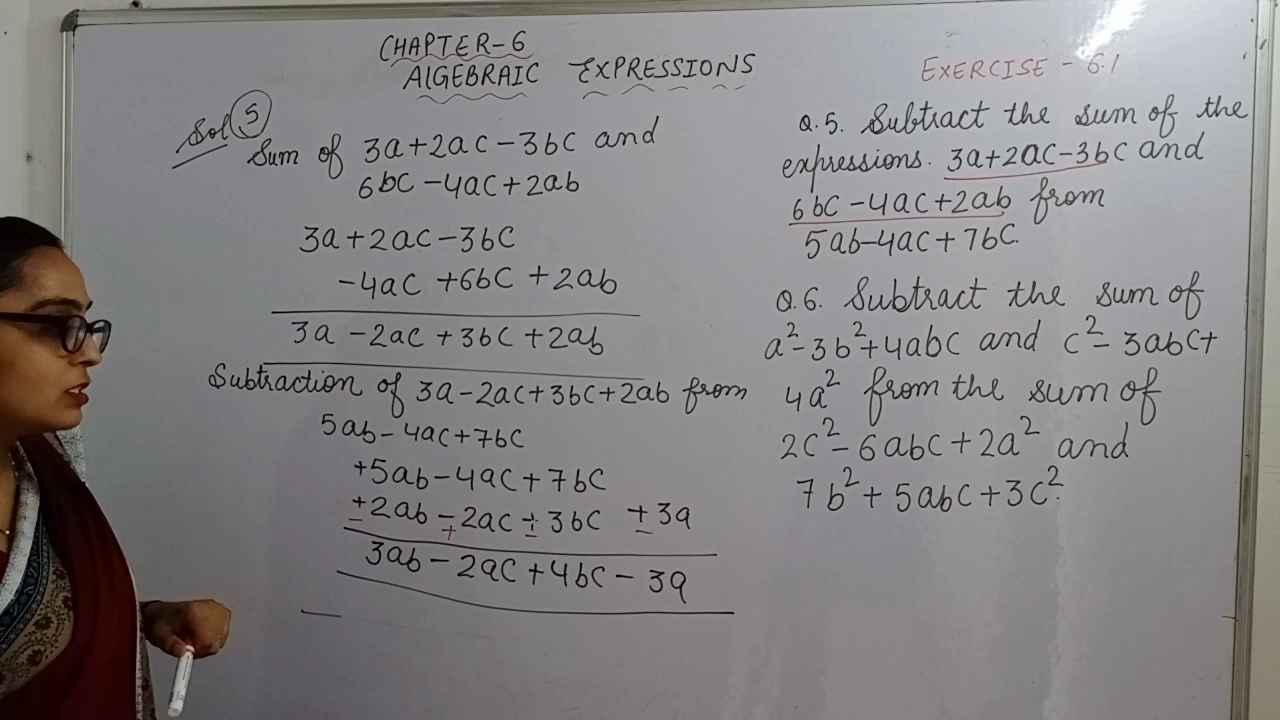 CHAPTER-6
ALGEBRAIC EXPRESSIONS
EXERCISE - 6.1
Sol 5
Sum of 3a+2ac-3bc and
6bc-4ac+2ab
3a+2ac-3bc
-4ac +6bc +2ab
3a -2ac +3bc +2ab
Subtraction of 3a-2ac+3bc+2ab from
5ab-4ac+7bc
+5ab-4ac+7bc
+2ab -2ac +3bc +3a
- + - -
3ab-2ac+4bc-3a
Q.5. Subtract the sum of the
expressions. 3a+2ac-3bc and
6bc-4ac+2ab from
5ab-4ac+7bc.
Q.6. Subtract the sum of
a²-3b²+4abc and c²-3abc+
4a² from the sum of
2c²-6abc+2a² and
7b²+5abc+3c².